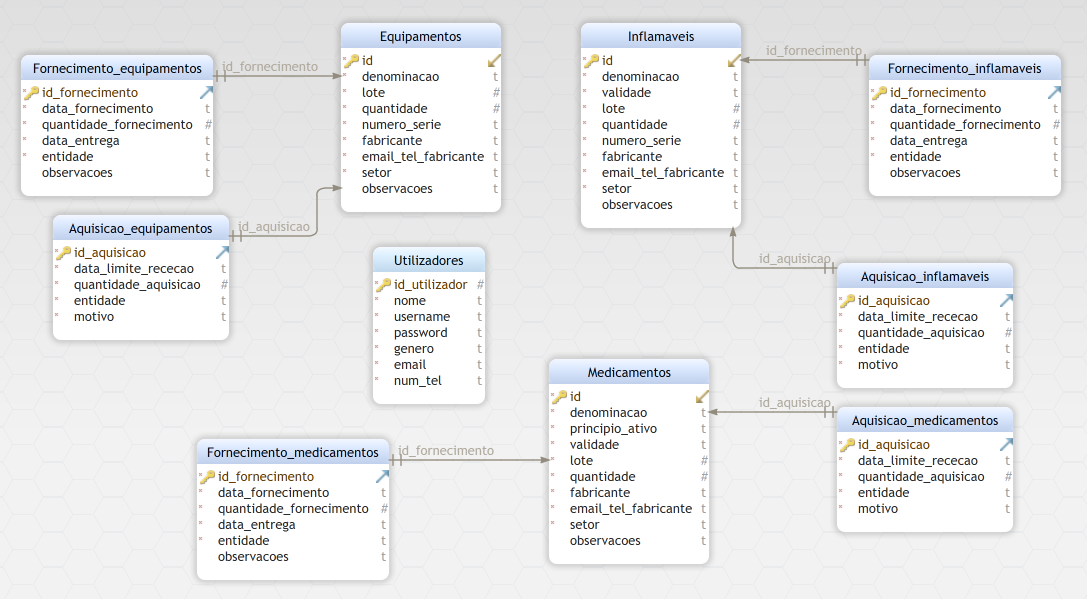 Fornecimento_equipamentos
id_fornecimento
data_fornecimento t
quantidade_fornecimento #
data_entrega t
entidade t
observacoes t
id_fornecimento
Equipamentos
id
denominacao t
lote #
quantidade #
numero_serie t
fabricante t
email_tel_fabricante t
setor t
observacoes t
Inflamaveis
id
denominacao t
validade t
lote #
quantidade #
numero_serie t
fabricante t
email_tel_fabricante t
setor t
observacoes t
id_fornecimento
Fornecimento_inflamaveis
id_fornecimento
data_fornecimento t
quantidade_fornecimento #
data_entrega t
entidade t
observacoes t
Aquisicao_equipamentos
id_aquisicao
data_limite_rececao t
quantidade_aquisicao #
entidade t
motivo t
id_aquisicao
Utilizadores
id_utilizador #
nome t
username t
password t
genero t
email t
num_tel t
id_aquisicao
Aquisicao_inflamaveis
id_aquisicao
data_limite_rececao t
quantidade_aquisicao #
entidade t
motivo t
Fornecimento_medicamentos
id_fornecimento
data_fornecimento t
quantidade_fornecimento #
data_entrega t
entidade t
observacoes t
id_fornecimento
Medicamentos
id
denominacao t
principio_ativo t
validade t
lote #
quantidade #
fabricante t
email_tel_fabricante t
setor t
observacoes t
id_aquisicao
Aquisicao_medicamentos
id_aquisicao
data_limite_rececao t
quantidade_aquisicao #
entidade t
motivo t